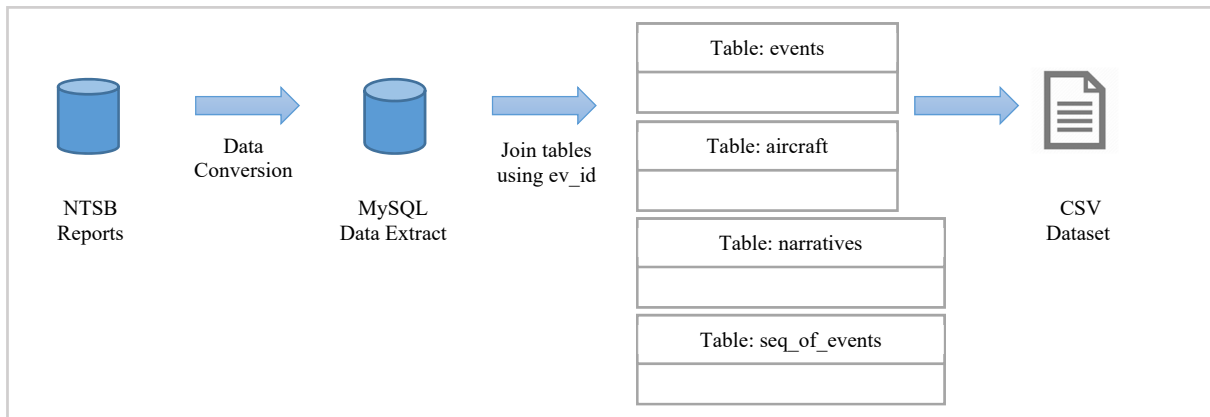 NTSB
Reports
Data
Conversion
MySQL
Data Extract
Join tables
using ev_id
Table: events
Table: aircraft
Table: narratives
Table: seq_of_events
CSV
Dataset